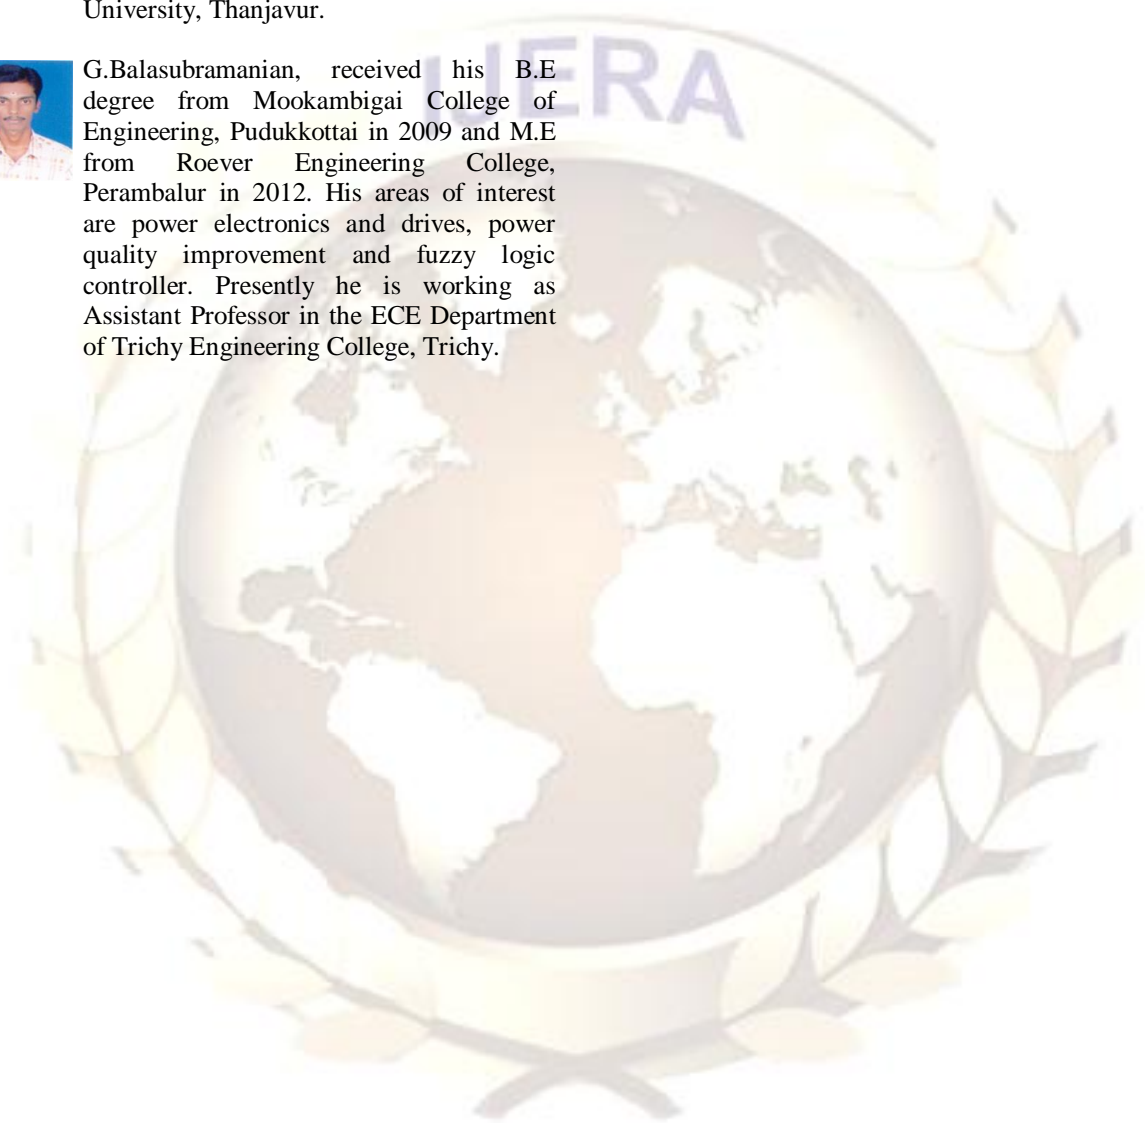 University, Thanjavur.
IJERA
G.Balasubramanian, received his B.E
degree from Mookambigai College of
Engineering, Pudukkottai in 2009 and M.E
from Roever Engineering College,
Perambalur in 2012. His areas of interest
are power electronics and drives, power
quality improvement and fuzzy logic
controller. Presently he is working as
Assistant Professor in the ECE Department
of Trichy Engineering College, Trichy.